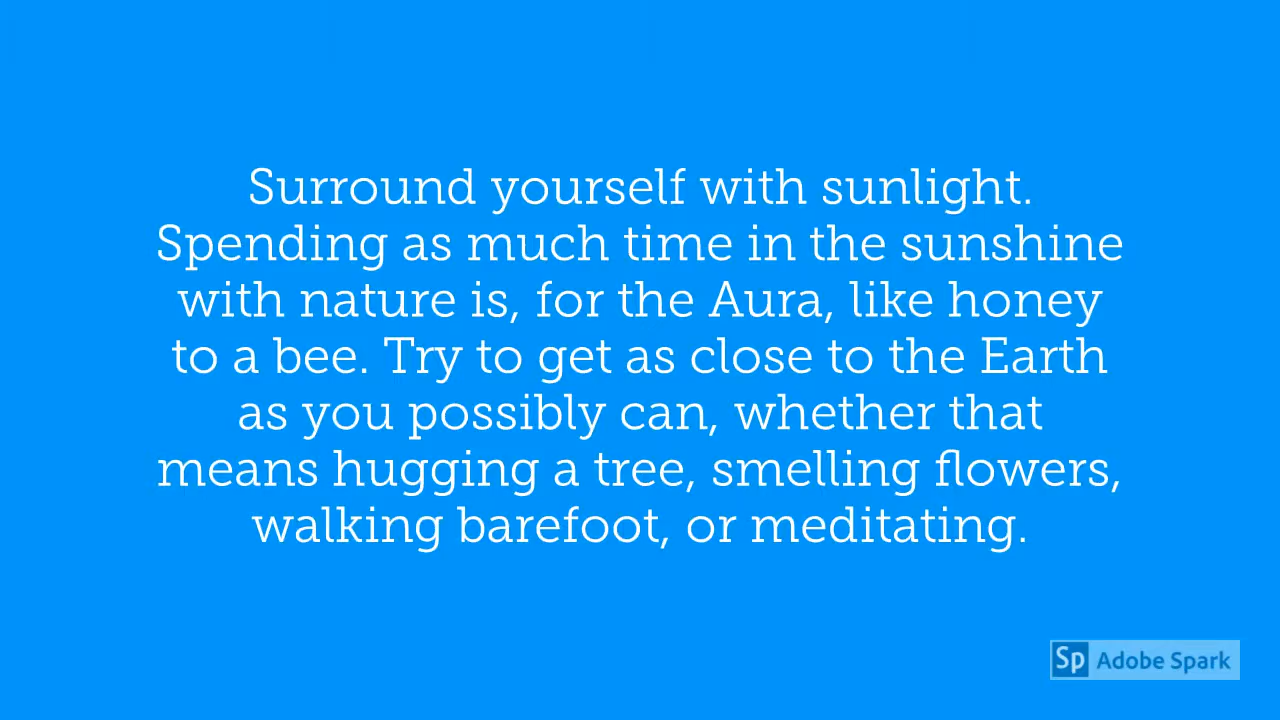 Surround yourself with sunlight.
Spending as much time in the sunshine
with nature is, for the Aura, like honey
to a bee. Try to get as close to the Earth
as you possibly can, whether that
means hugging a tree, smelling flowers,
walking barefoot, or meditating.
Sp Adobe Spark